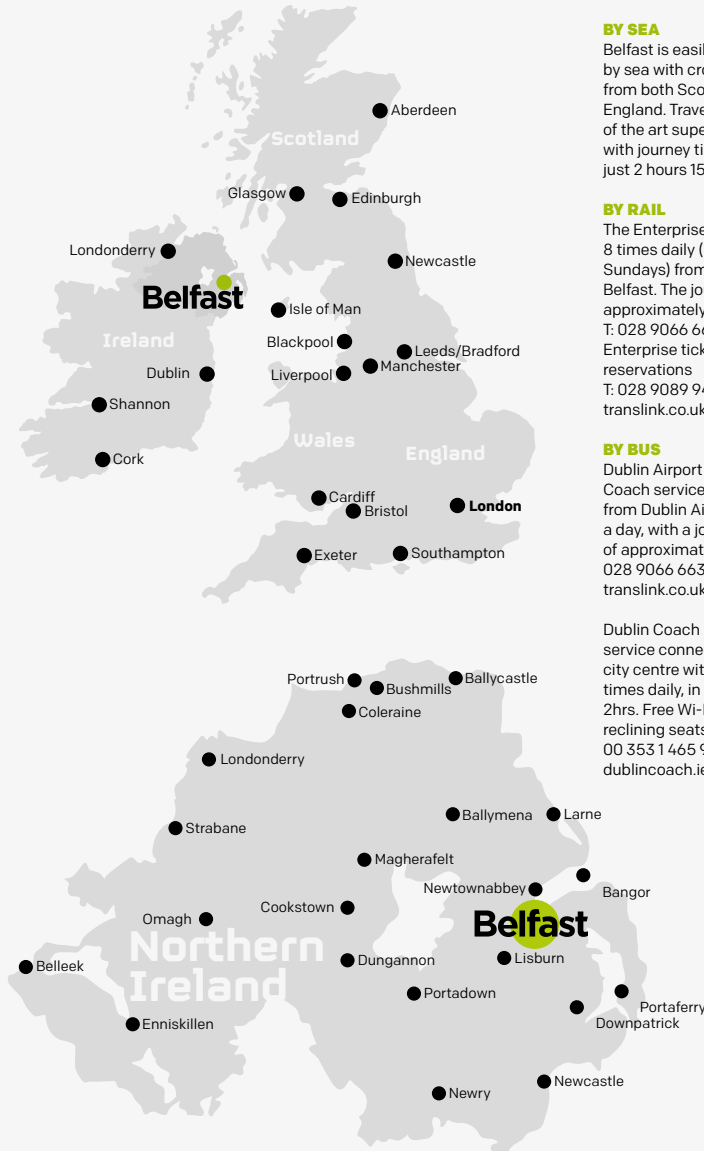 Aberdeen
Scotland
Glasgow
Edinburgh
Londonderry
Newcastle
Belfast
Isle of Man
Ireland
Blackpool
Leeds/Bradford
Manchester
Dublin
Liverpool
Shannon
Wales
England
Cork
Cardiff
London
Bristol
Exeter
Southampton
Portrush
Ballycastle
Bushmills
Coleraine
Londonderry
Ballymena
Larne
Strabane
Magherafelt
Newtownabbey
Bangor
Cookstown
Omagh
Belfast
Northern
Ireland
Belleek
Dungannon
Lisburn
Portadown
Portaferry
Downpatrick
Enniskillen
Newcastle
Newry
BY SEA
Belfast is easil
by sea with cro
from both Sco
England. Trave
of the art supe
with journey ti
just 2 hours 15
BY RAIL
The Enterprise
8 times daily (
Sundays) from
Belfast. The jou
approximately
T: 028 9066 66
Enterprise tick
reservations
T: 028 9089 94
translink.co.uk
BY BUS
Dublin Airport
Coach service
from Dublin Ai
a day, with a jo
of approximat
028 9066 663
translink.co.uk
Dublin Coach
service conne
city centre wit
times daily, in
2hrs. Free Wi-
reclining seats
00 353 1 465 9
dublincoach.ie